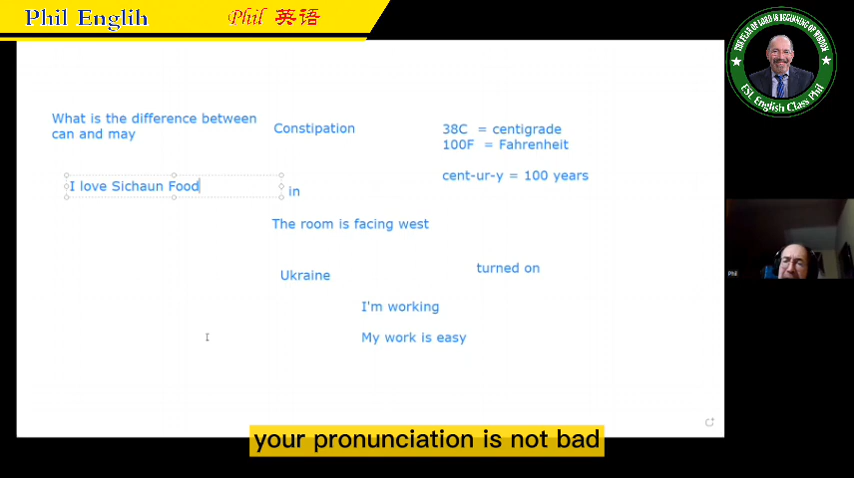 Phil Englih
Phil 英语
THE FEAR OF LORD IS BEGINNING OF WISDOM
ESL English Class Phil
What is the difference between
can and may
Constipation
38C = centigrade
100F = Fahrenheit
cent-ur-y = 100 years
I love Sichaun Food
in
The room is facing west
Ukraine
turned on
I'm working
My work is easy
Phil
your pronunciation is not bad